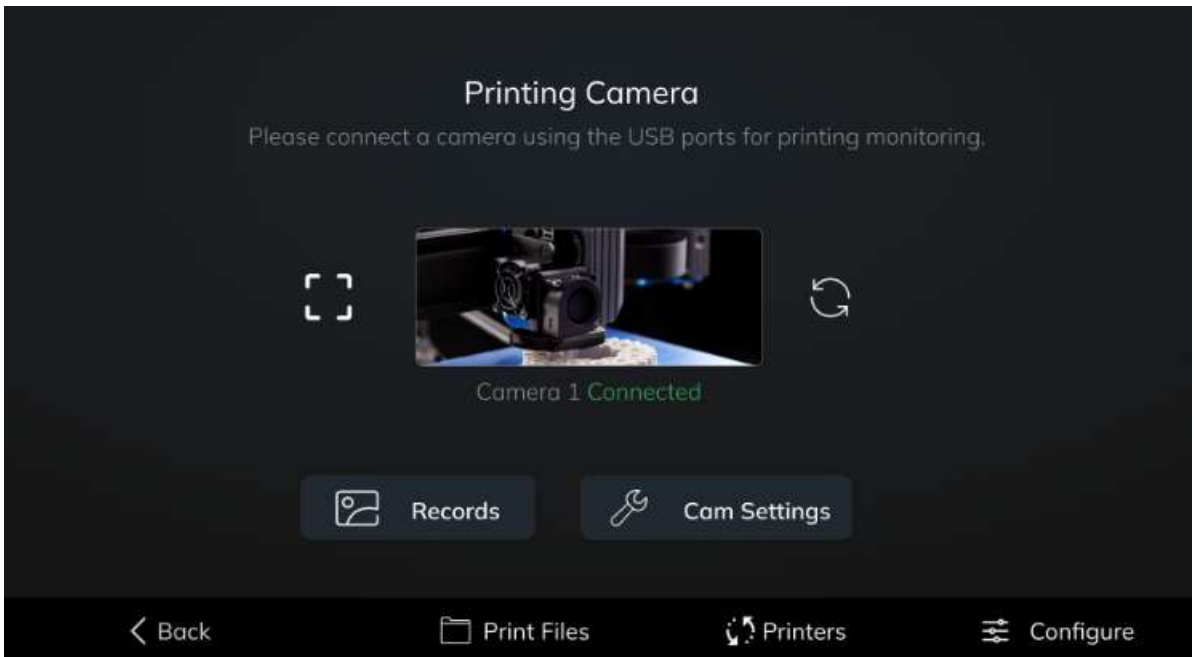 Printing Camera
Please connect a camera using the USB ports for printing monitoring.
Camera 1 Connected
Records
Cam Settings
Back
Print Files
Printers
Configure